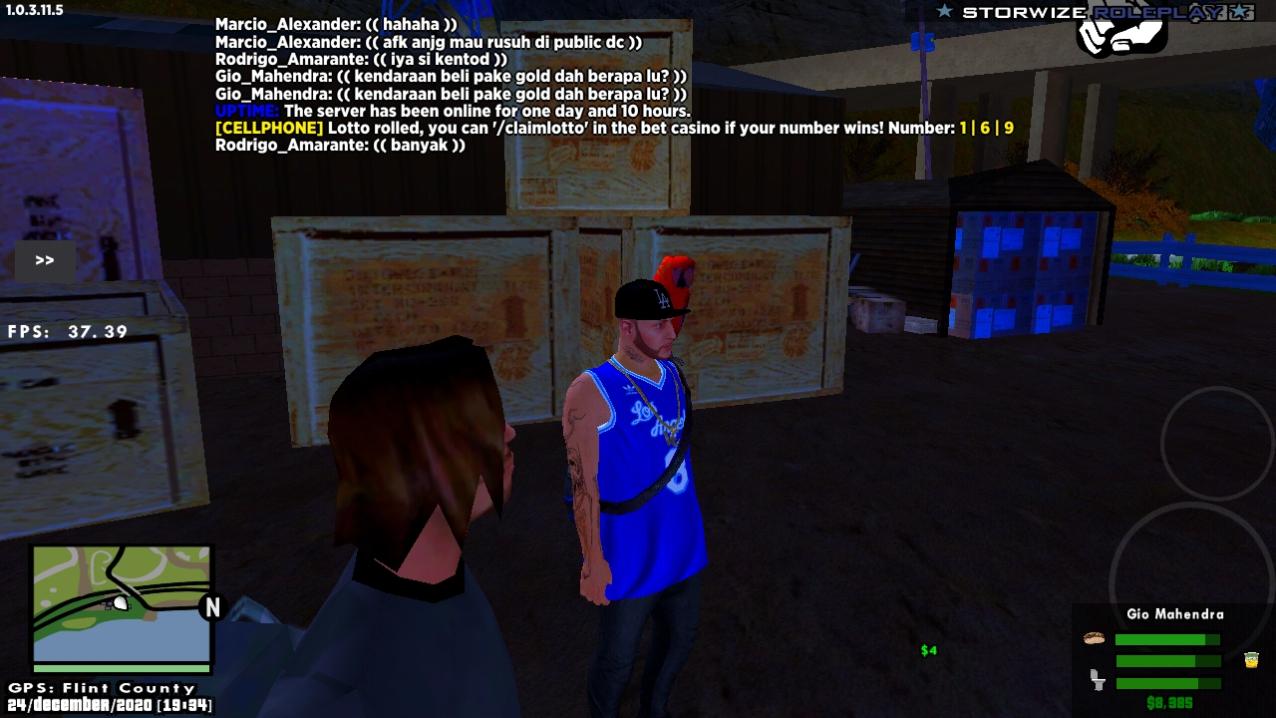 1.0.3.11.5
STORWIZE ROLEPLAY
Marcio_Alexander: (( hahaha ))
Marcio_Alexander: (( afk anjg mau rusuh di public dc ))
Rodrigo_Amarante: (( iya si kentod ))
Gio_Mahendra: (( kendaraan beli pake gold dah berapa lu? ))
Gio_Mahendra: (( kendaraan beli pake gold dah berapa lu? ))
UPTIME: The server has been online for one day and 10 hours.
[CELLPHONE] Lotto rolled, you can '/claimlotto' in the bet casino if your number wins! Number: 1 | 6 | 9
Rodrigo_Amarante: (( banyak ))
>>
FPS: 37.39
LA
Los
6
N
Gio Mahendra
$4
GPS: Flint County
24/december/2020 [19:34]
$8,385